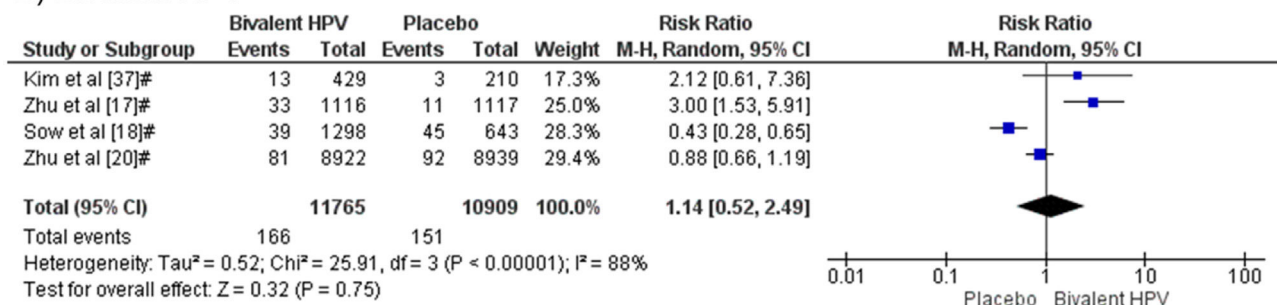 Bivalent HPV Placebo Risk Ratio Risk Ratio
Study or Subgroup Events Total Events Total Weight M-H, Random, 95% CI M-H, Random, 95% CI
Kim et al [37]# 13 429 3 210 17.3% 2.12 [0.61, 7.36]
Zhu et al [17]# 33 1116 11 1117 25.0% 3.00 [1.53, 5.91]
Sow et al [18]# 39 1298 45 643 28.3% 0.43 [0.28, 0.65]
Zhu et al [20]# 81 8922 92 8939 29.4% 0.88 [0.66, 1.19]
Total (95% CI) 11765 10909 100.0% 1.14 [0.52, 2.49]
Total events 166 151
Heterogeneity: Tau² = 0.52; Chi² = 25.91, df = 3 (P < 0.00001); I² = 88%
Test for overall effect: Z = 0.32 (P = 0.75)
0.01 0.1 1 10 100
Placebo Bivalent HPV